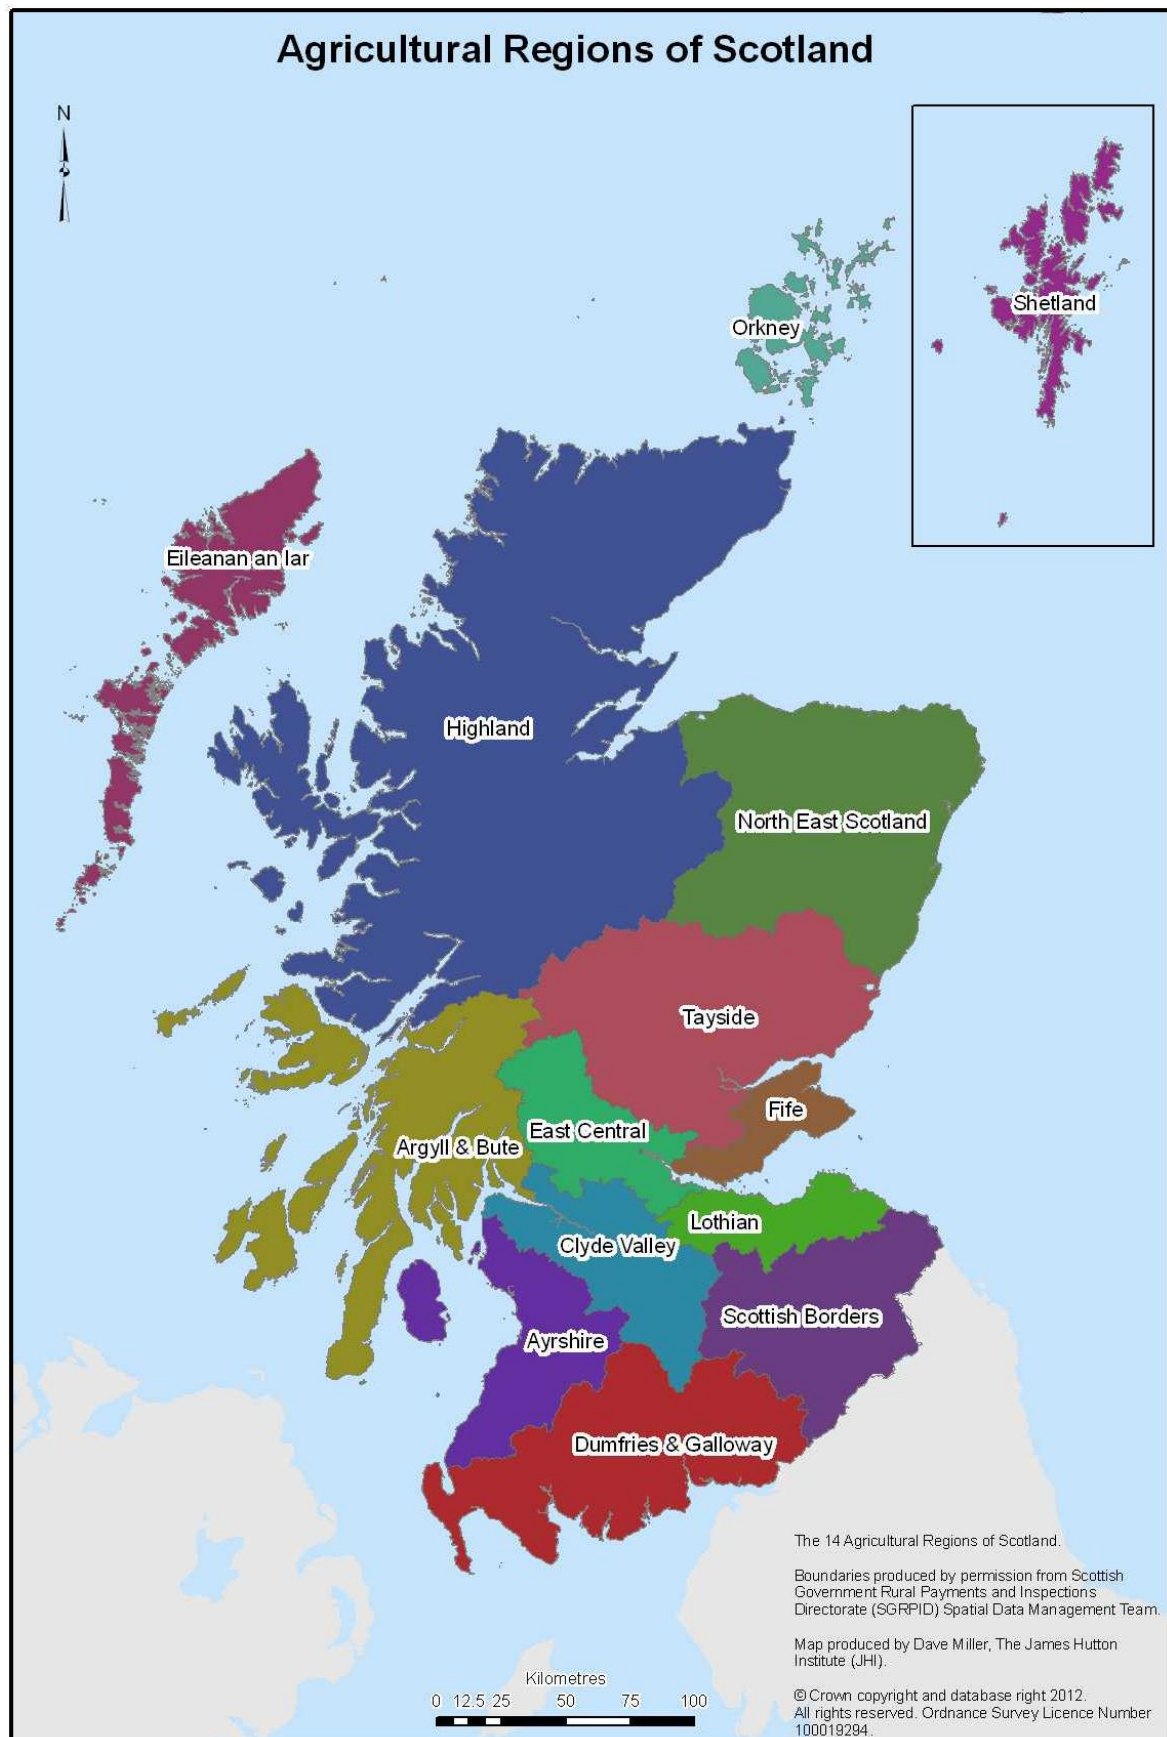 Agricultural Regions of Scotland
N
Shetland
Orkney
Eileanan an Iar
Highland
North East Scotland
Tayside
Fife
East Central
Argyll & Bute
Lothian
Clyde Valley
Scottish Borders
Ayrshire
Dumfries & Galloway
The 14 Agricultural Regions of Scotland.
Boundaries produced by permission from Scottish
Government Rural Payments and Inspections
Directorate (SGRPID) Spatial Data Management Team.
Map produced by Dave Miller, The James Hutton
Institute (JHI).
© Crown copyright and database right 2012.
All rights reserved. Ordnance Survey Licence Number
100019294.
Kilometres
0 12.5 25 50 75 100